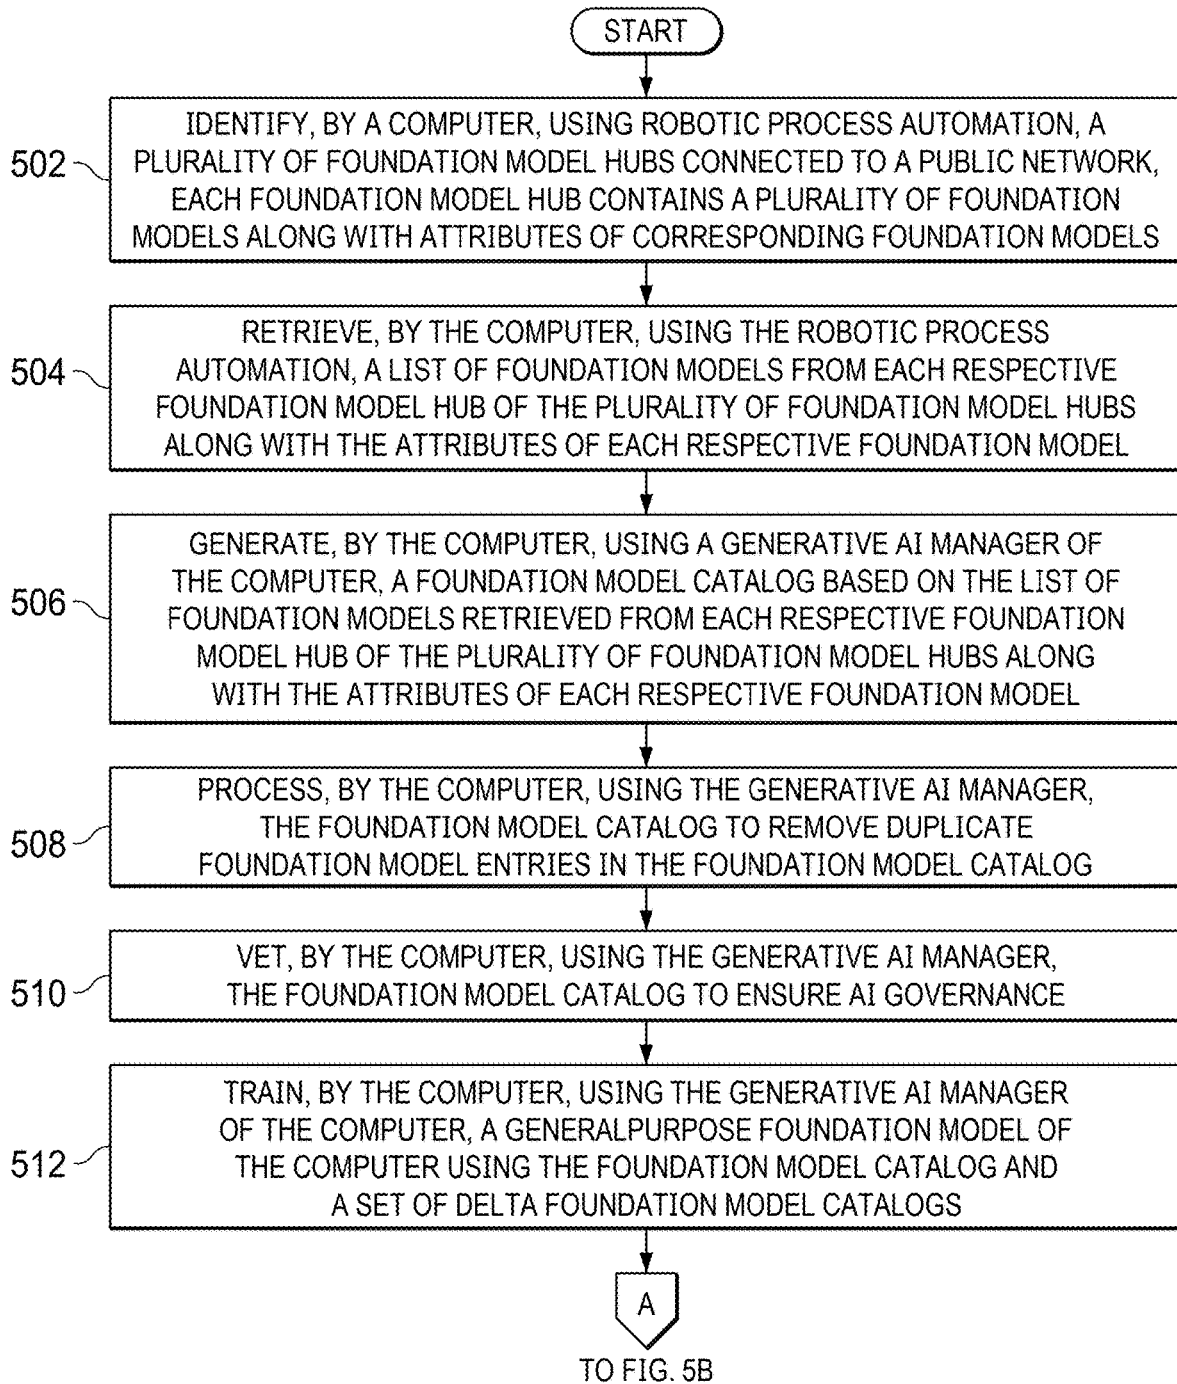 START
502
IDENTIFY, BY A COMPUTER, USING ROBOTIC PROCESS AUTOMATION, A
PLURALITY OF FOUNDATION MODEL HUBS CONNECTED TO A PUBLIC NETWORK,
EACH FOUNDATION MODEL HUB CONTAINS A PLURALITY OF FOUNDATION
MODELS ALONG WITH ATTRIBUTES OF CORRESPONDING FOUNDATION MODELS
504
RETRIEVE, BY THE COMPUTER, USING THE ROBOTIC PROCESS
AUTOMATION, A LIST OF FOUNDATION MODELS FROM EACH RESPECTIVE
FOUNDATION MODEL HUB OF THE PLURALITY OF FOUNDATION MODEL HUBS
ALONG WITH THE ATTRIBUTES OF EACH RESPECTIVE FOUNDATION MODEL
506
GENERATE, BY THE COMPUTER, USING A GENERATIVE AI MANAGER OF
THE COMPUTER, A FOUNDATION MODEL CATALOG BASED ON THE LIST OF
FOUNDATION MODELS RETRIEVED FROM EACH RESPECTIVE FOUNDATION
MODEL HUB OF THE PLURALITY OF FOUNDATION MODEL HUBS ALONG
WITH THE ATTRIBUTES OF EACH RESPECTIVE FOUNDATION MODEL
508
PROCESS, BY THE COMPUTER, USING THE GENERATIVE AI MANAGER,
THE FOUNDATION MODEL CATALOG TO REMOVE DUPLICATE
FOUNDATION MODEL ENTRIES IN THE FOUNDATION MODEL CATALOG
510
VET, BY THE COMPUTER, USING THE GENERATIVE AI MANAGER,
THE FOUNDATION MODEL CATALOG TO ENSURE AI GOVERNANCE
512
TRAIN, BY THE COMPUTER, USING THE GENERATIVE AI MANAGER
OF THE COMPUTER, A GENERALPURPOSE FOUNDATION MODEL OF
THE COMPUTER USING THE FOUNDATION MODEL CATALOG AND
A SET OF DELTA FOUNDATION MODEL CATALOGS
A
TO FIG. 5B